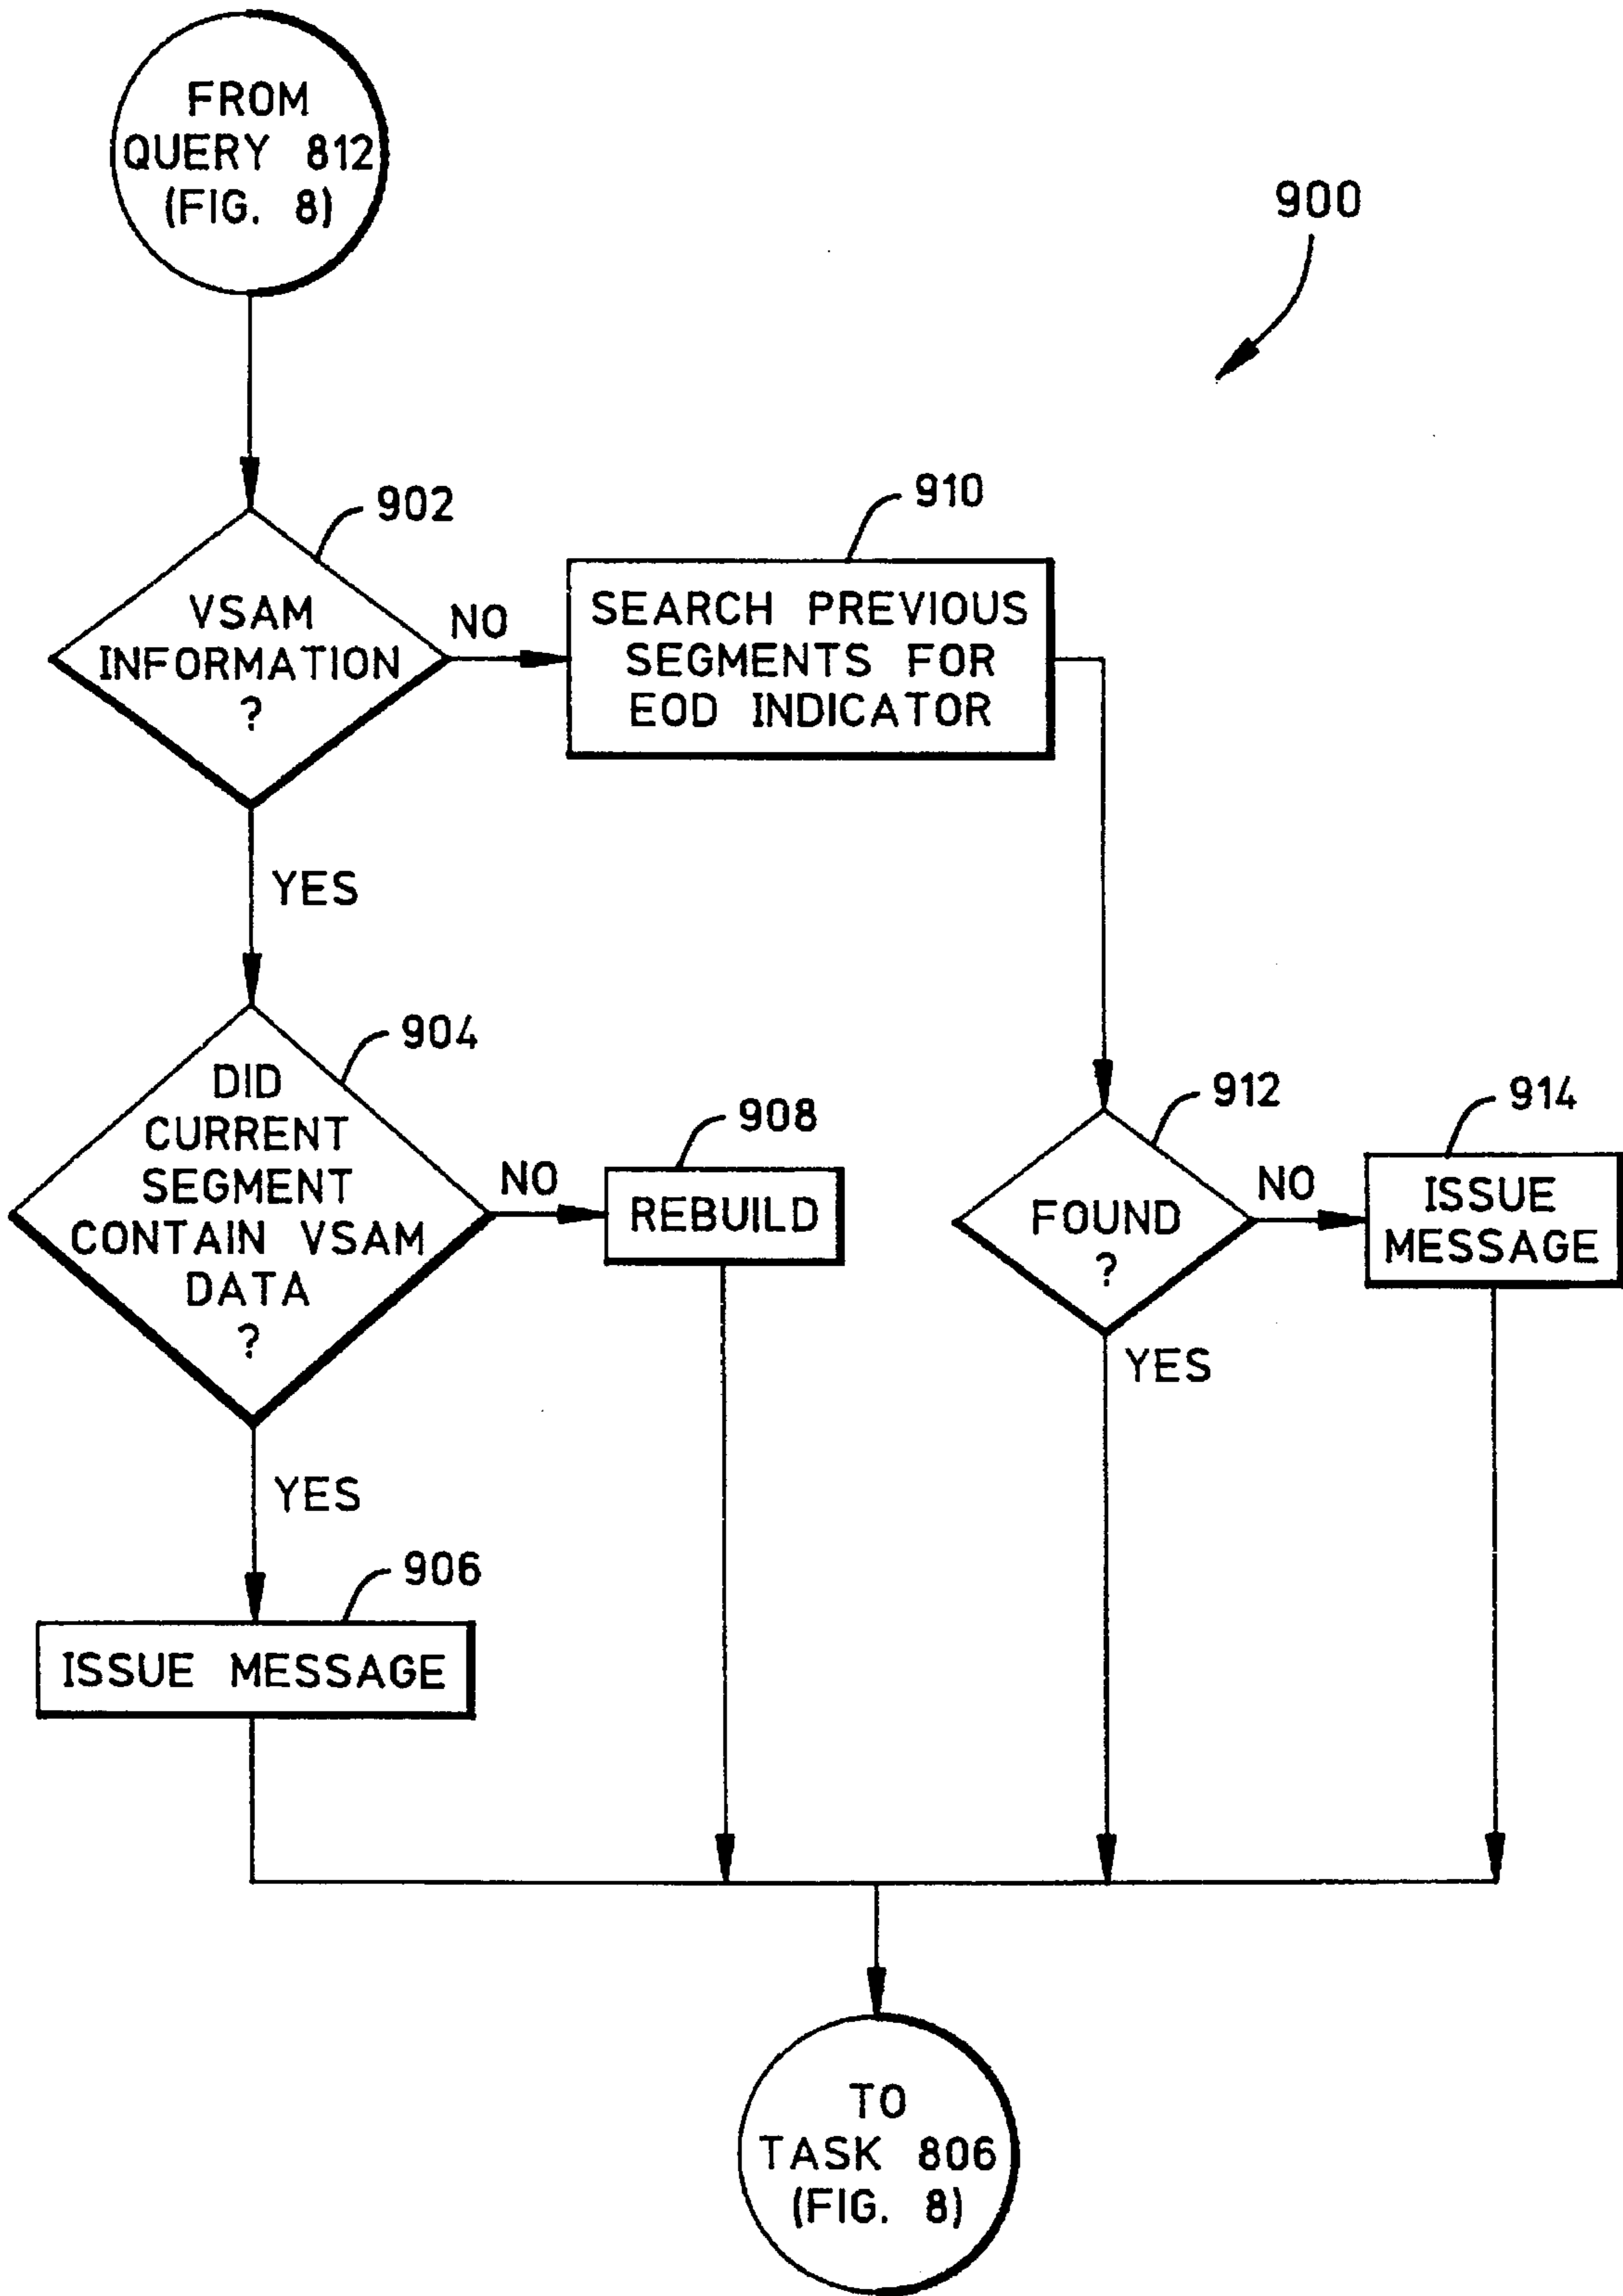 FROM
QUERY 812
(FIG. 8)
900
902
VSAM
INFORMATION
?
NO
910
SEARCH PREVIOUS
SEGMENTS FOR
EOD INDICATOR
YES
904
DID
CURRENT
SEGMENT
CONTAIN VSAM
DATA
?
NO
908
REBUILD
912
FOUND
?
NO
914
ISSUE
MESSAGE
YES
YES
906
ISSUE MESSAGE
TO
TASK 806
(FIG. 8)